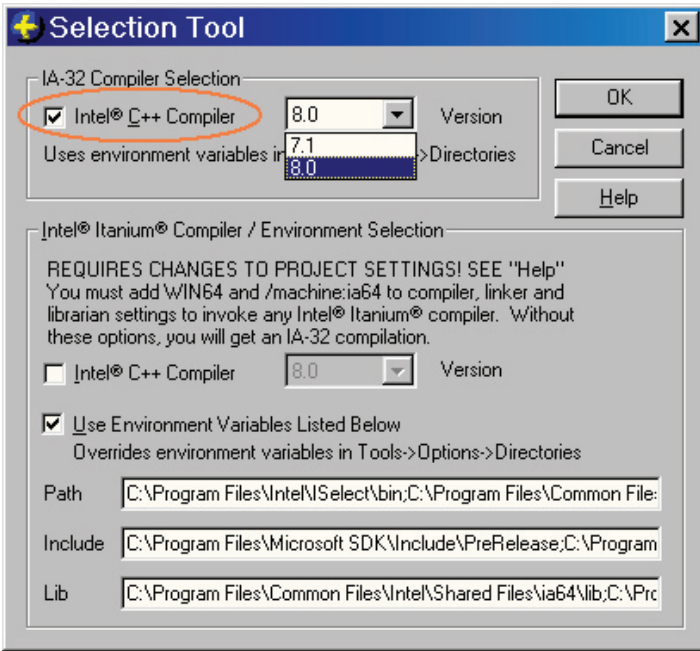 Selection Tool
IA-32 Compiler Selection
Intel® C++ Compiler
8.0
Version
7.1
8.0
Uses environment variables in
->Directories
OK
Cancel
Help
Intel® Itanium® Compiler / Environment Selection
REQUIRES CHANGES TO PROJECT SETTINGS! SEE "Help"
You must add WIN64 and /machine:ia64 to compiler, linker and
librarian settings to invoke any Intel® Itanium® compiler. Without
these options, you will get an IA-32 compilation.
Intel® C++ Compiler
8.0
Version
Use Environment Variables Listed Below
Overrides environment variables in Tools->Options->Directories
Path
C:\Program Files\Intel\ISelect\bin;C:\Program Files\Common File
Include
C:\Program Files\Microsoft SDK\Include\PreRelease;C:\Program
Lib
C:\Program Files\Common Files\Intel\Shared Files\ia64\lib;C:\Prc